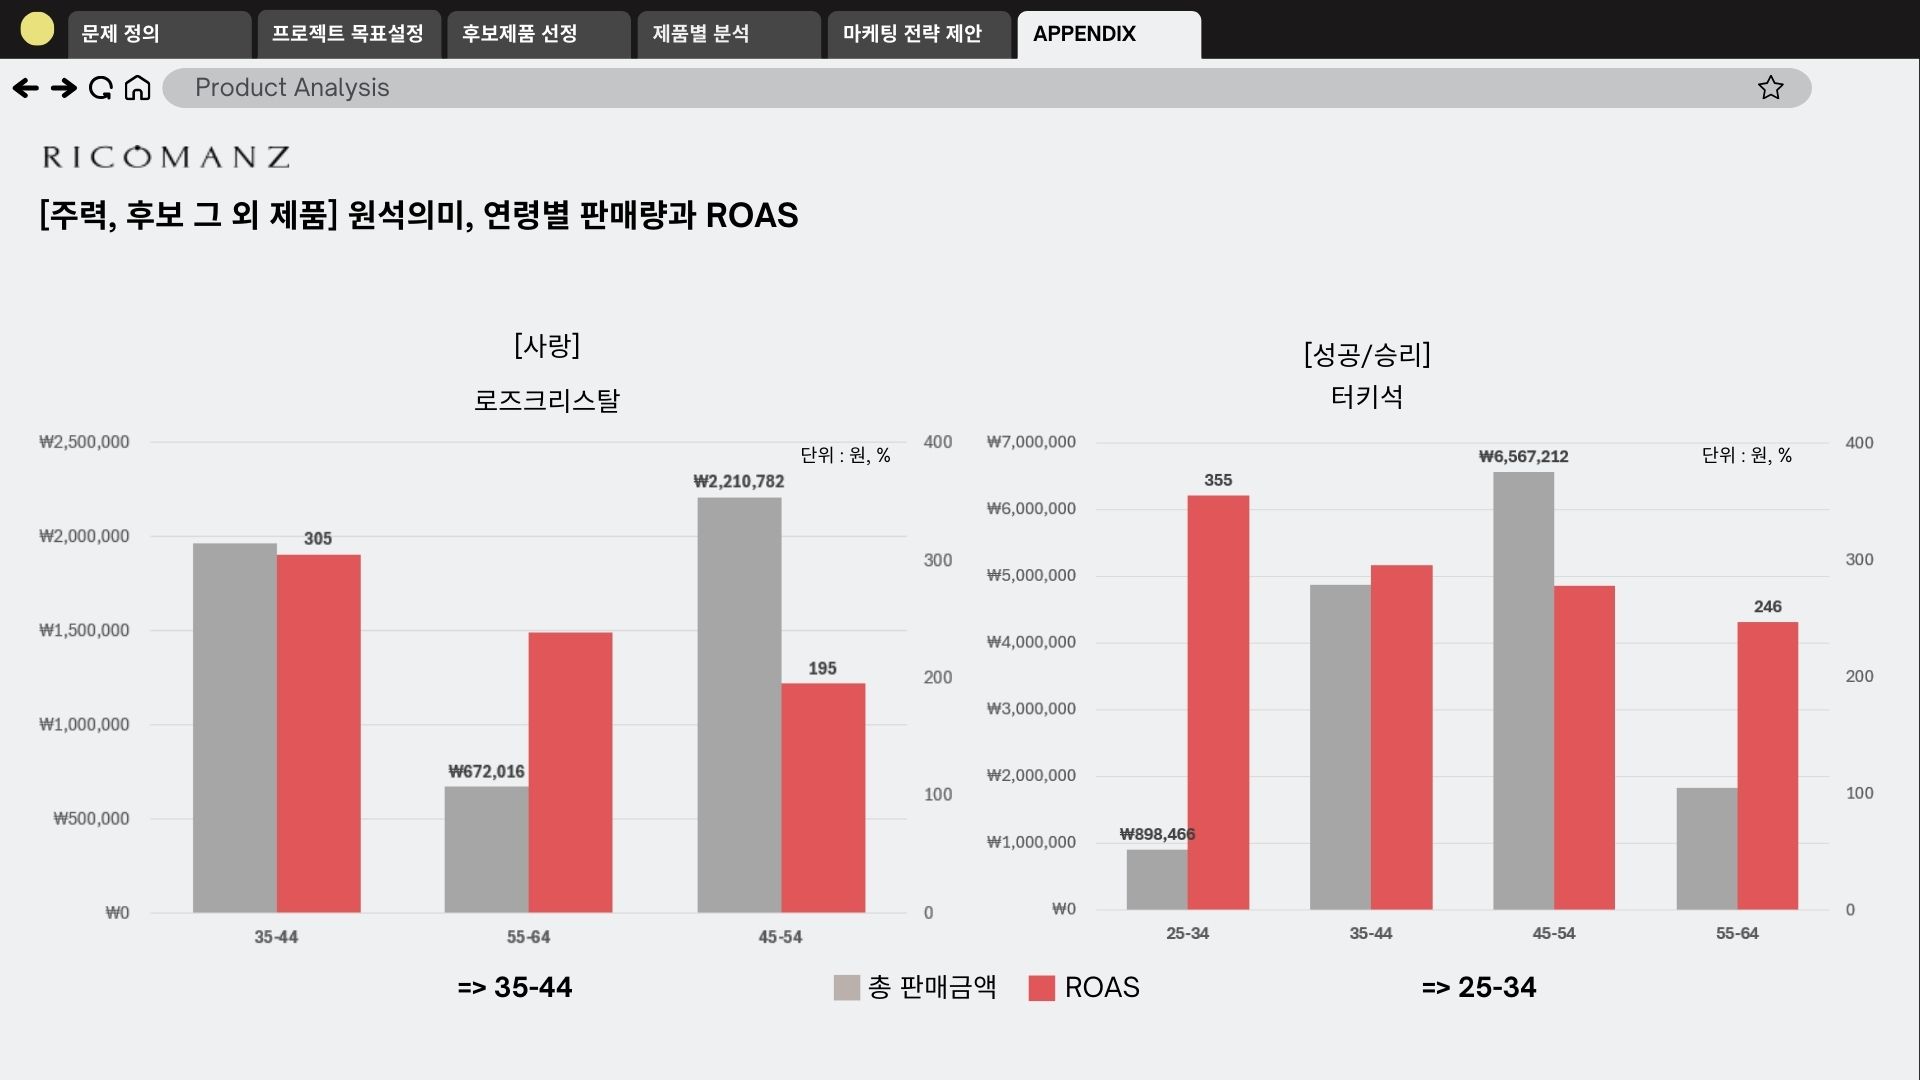 문제 정의
프로젝트 목표설정
후보제품 선정
제품별 분석
마케팅 전략 제안
APPENDIX
Product Analysis
RICOMANZ
[주력, 후보 그 외 제품] 원석의미, 연령별 판매량과 ROAS
[사랑]
로즈크리스탈
단위 : 원, %
₩2,500,000
₩2,000,000
₩1,500,000
₩1,000,000
₩500,000
₩0
400
300
200
100
0
305
₩672,016
₩2,210,782
195
35-44
55-64
45-54
=> 35-44
[성공/승리]
터키석
단위 : 원, %
₩7,000,000
₩6,000,000
₩5,000,000
₩4,000,000
₩3,000,000
₩2,000,000
₩1,000,000
₩0
400
300
200
100
0
₩898,466
355
₩6,567,212
246
25-34
35-44
45-54
55-64
=> 25-34
총 판매금액
ROAS